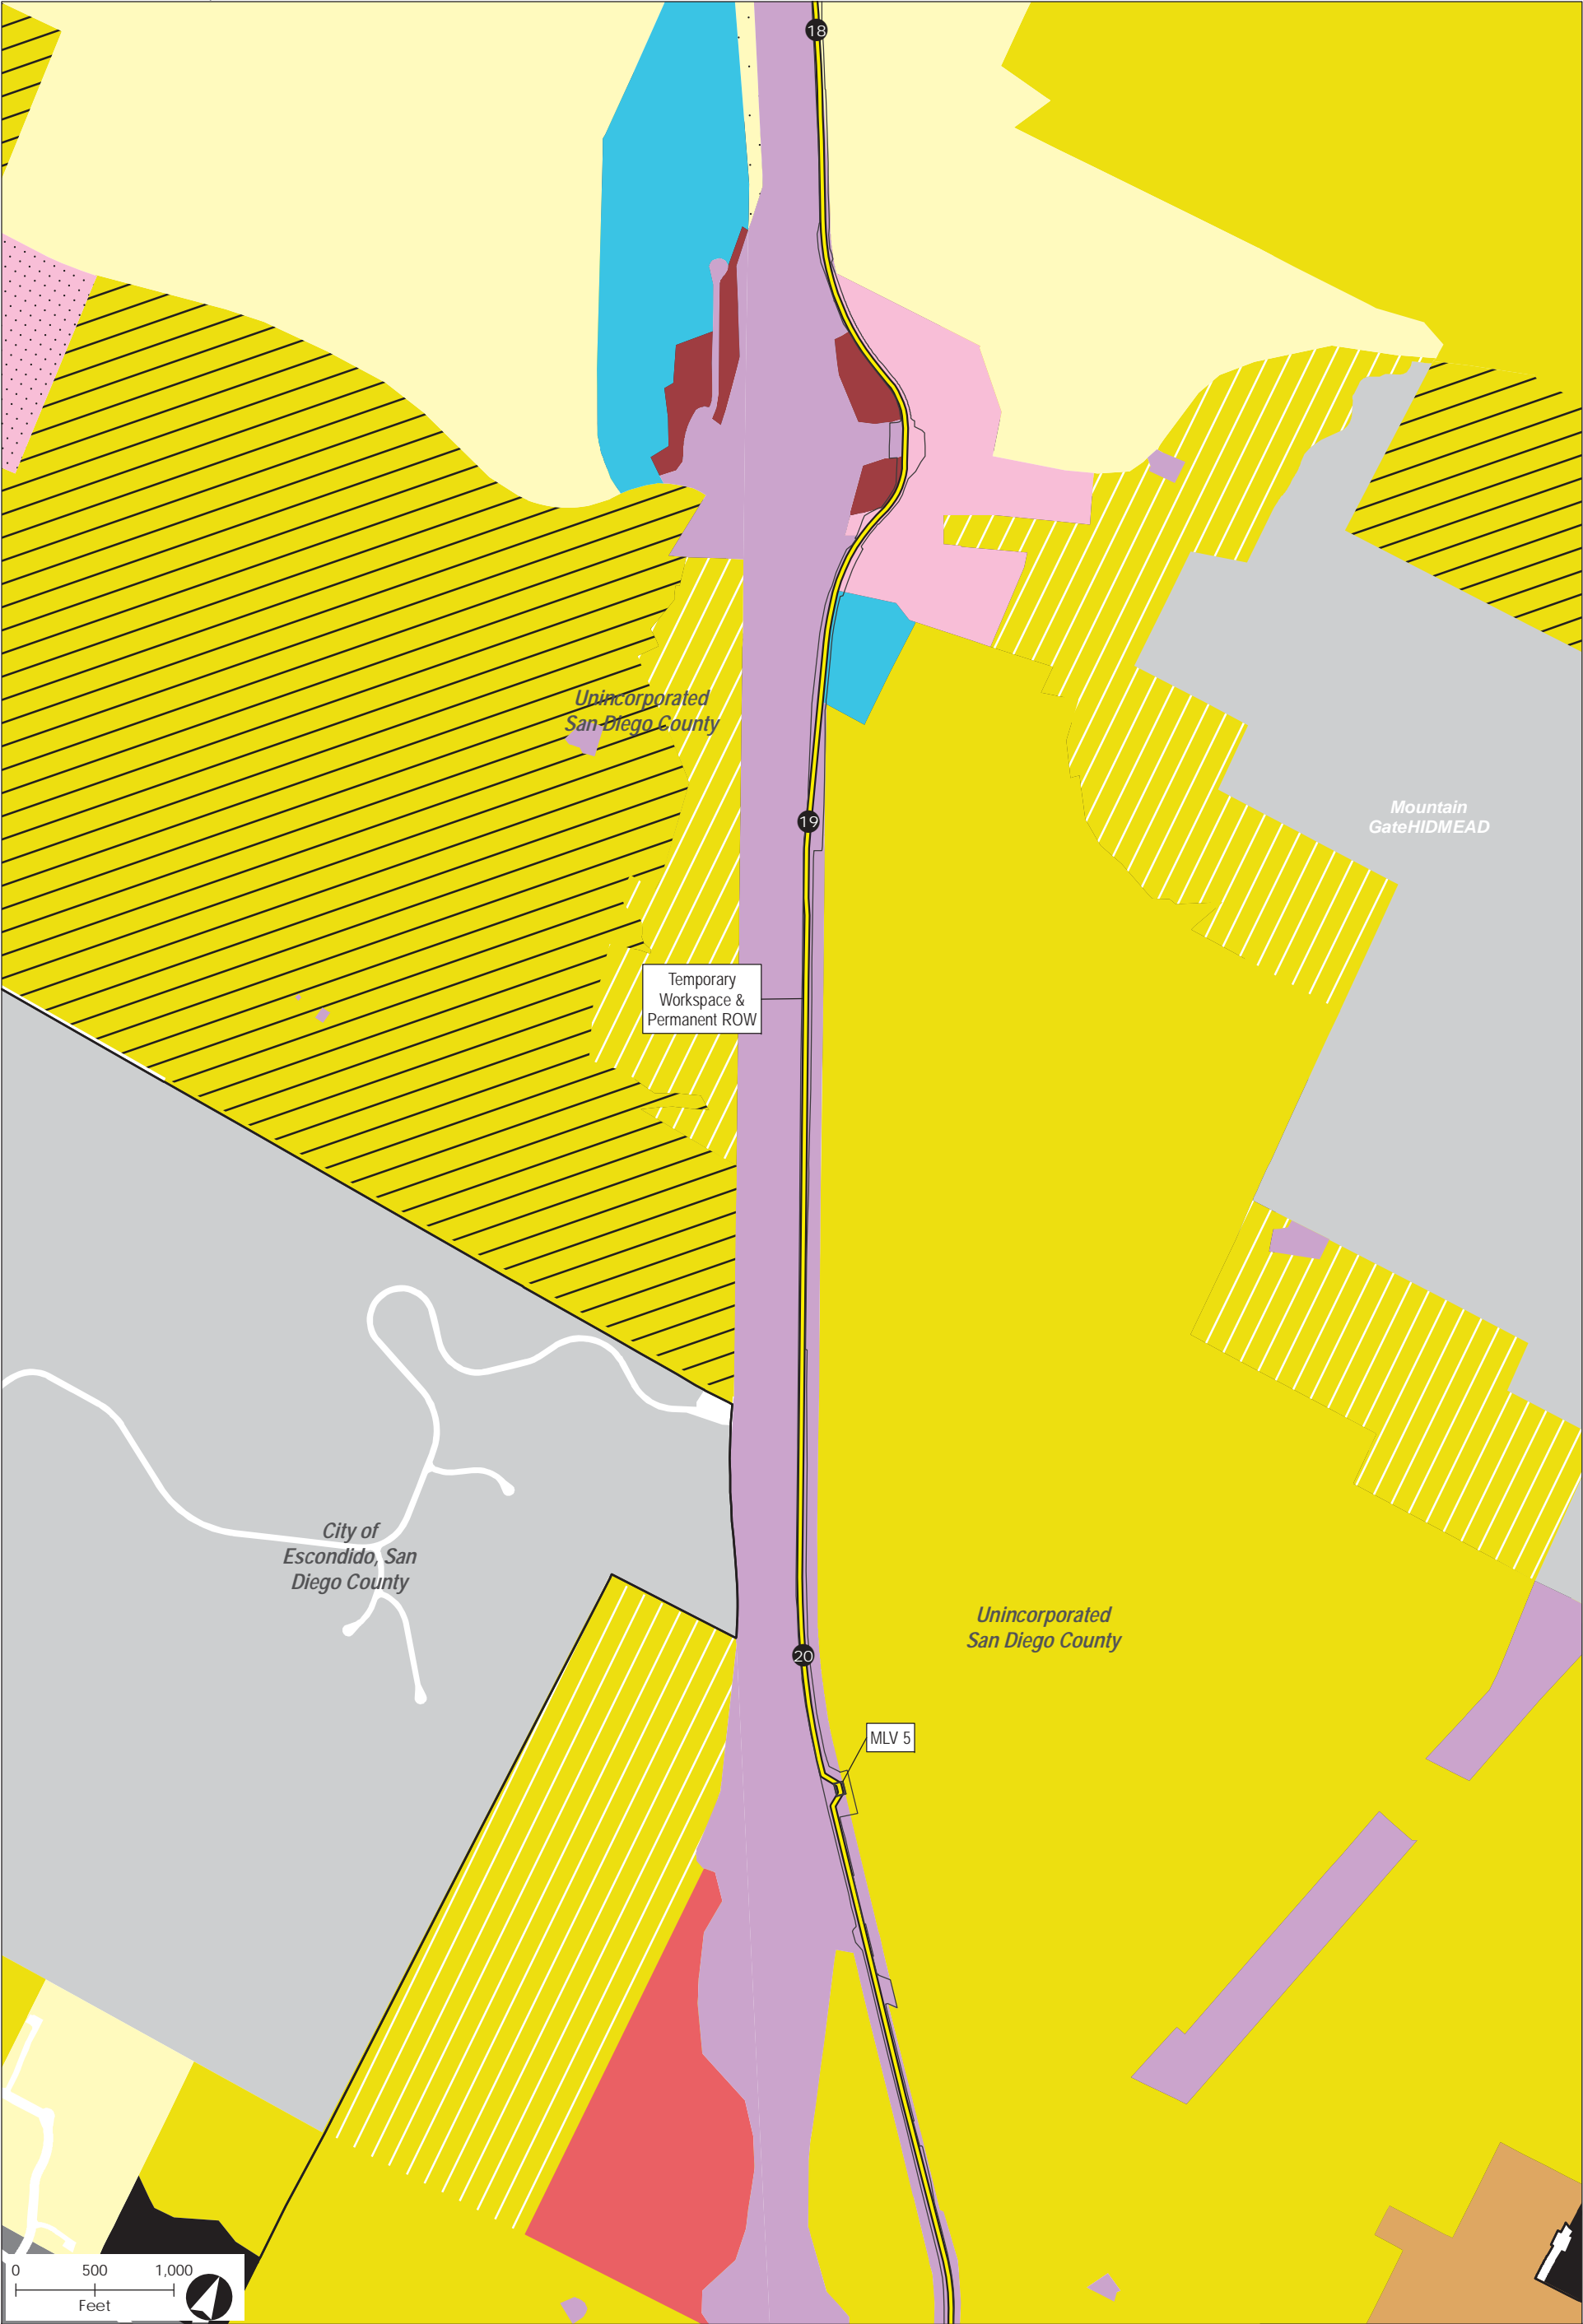 18
Unincorporated
San Diego County
Mountain
GateHIDMEAD
19
Temporary
Workspace &
Permanent ROW
City of
Escondido, San
Diego County
Unincorporated
San Diego County
20
MLV 5
0 500 1,000
Feet